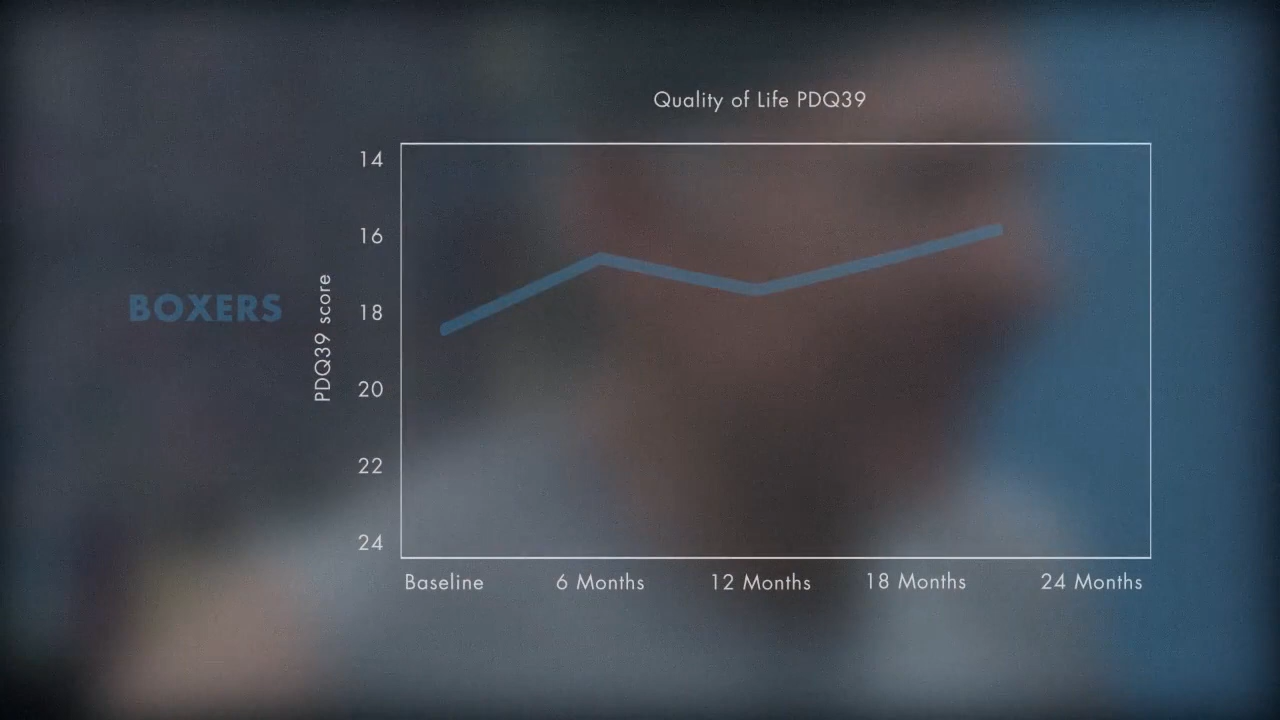 Quality of Life PDQ39
14
16
BOXERS
PDQ39 score
18
20
22
24
Baseline
6 Months
12 Months
18 Months
24 Months